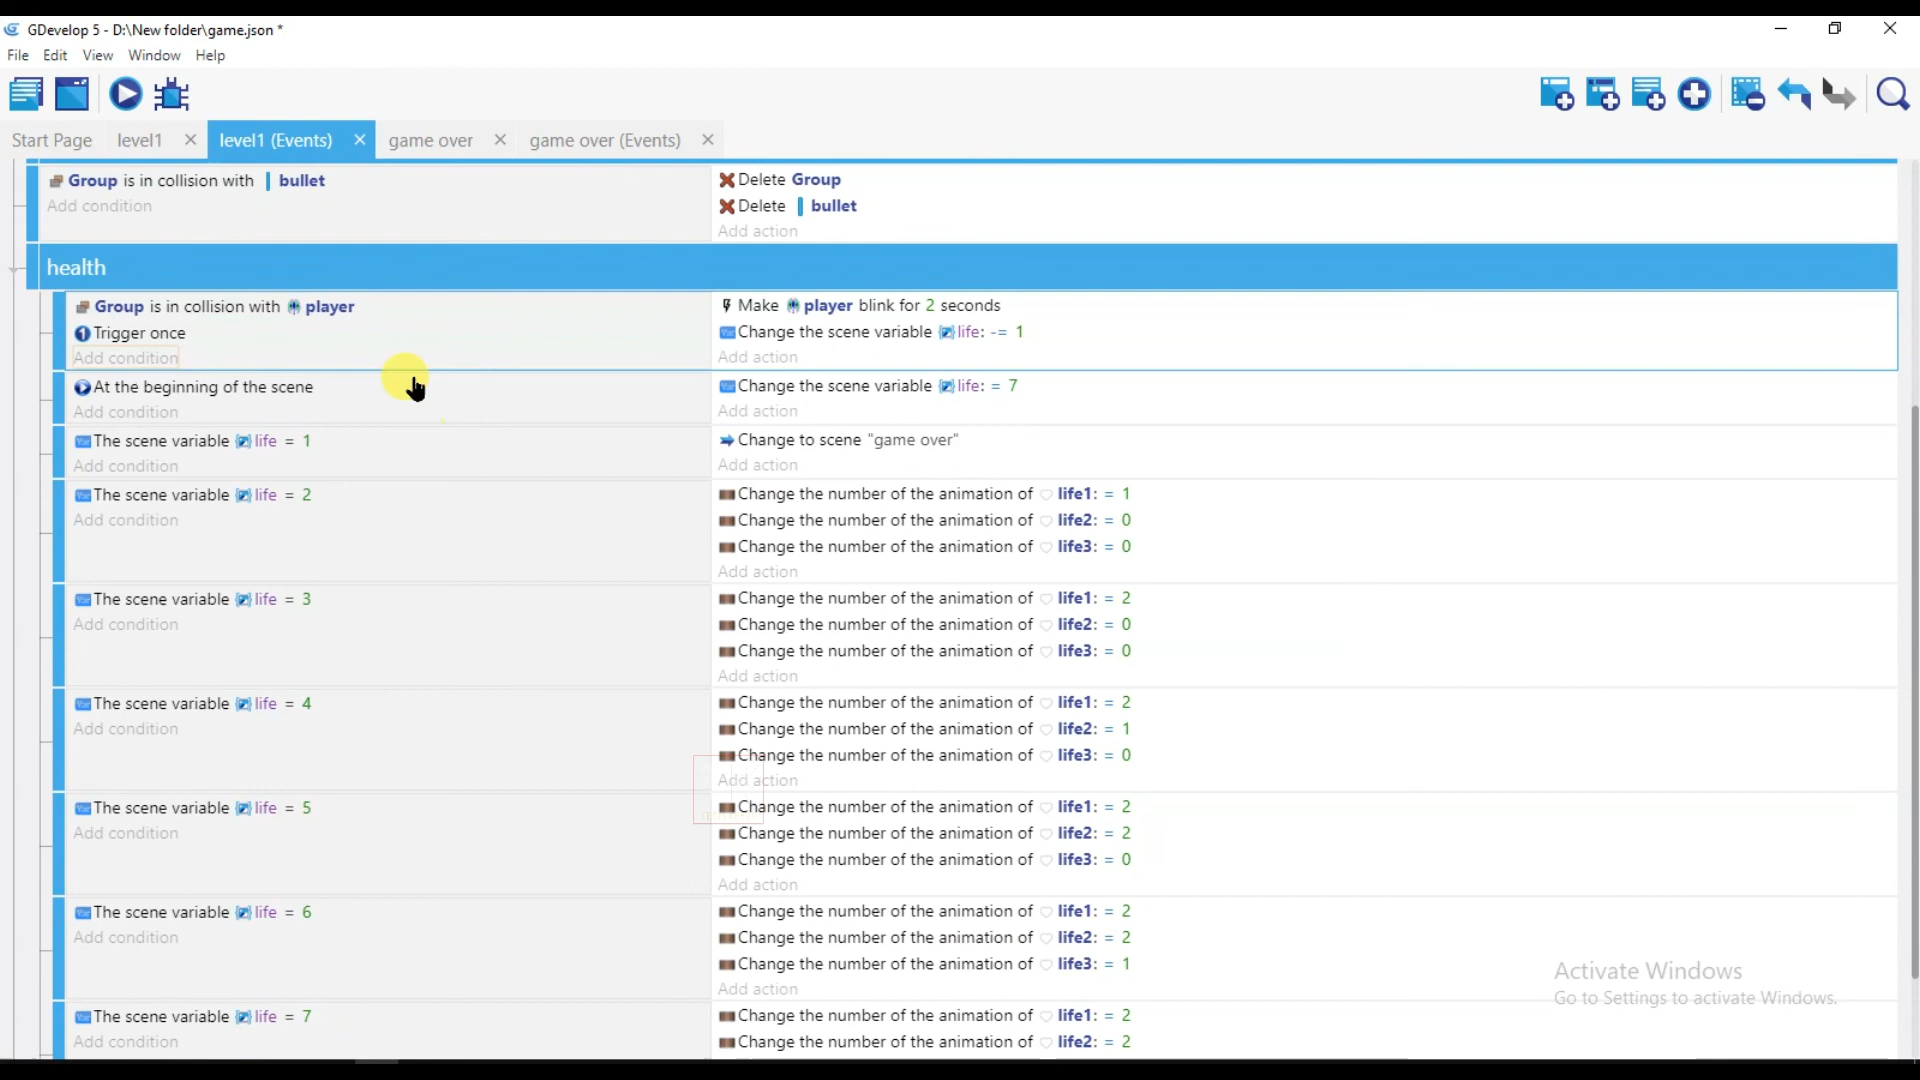 GDevelop 5 - D:\New folder\game.json *
File Edit View Window Help
Start Page level1 level1 (Events) game over game over (Events)
Group is in collision with bullet
Add condition
Delete Group
Delete bullet
Add action
health
Group is in collision with player
Trigger once
Add condition
Make player blink for 2 seconds
Change the scene variable life: -= 1
Add action
At the beginning of the scene
Add condition
Change the scene variable life: = 7
Add action
The scene variable life = 1
Add condition
Change to scene "game over"
Add action
The scene variable life = 2
Add condition
Change the number of the animation of life1: = 1
Change the number of the animation of life2: = 0
Change the number of the animation of life3: = 0
Add action
The scene variable life = 3
Add condition
Change the number of the animation of life1: = 2
Change the number of the animation of life2: = 0
Change the number of the animation of life3: = 0
Add action
The scene variable life = 4
Add condition
Change the number of the animation of life1: = 2
Change the number of the animation of life2: = 1
Change the number of the animation of life3: = 0
Add action
The scene variable life = 5
Add condition
Change the number of the animation of life1: = 2
Change the number of the animation of life2: = 2
Change the number of the animation of life3: = 0
Add action
The scene variable life = 6
Add condition
Change the number of the animation of life1: = 2
Change the number of the animation of life2: = 2
Change the number of the animation of life3: = 1
Add action
The scene variable life = 7
Add condition
Change the number of the animation of life1: = 2
Change the number of the animation of life2: = 2
Activate Windows
Go to Settings to activate Windows.